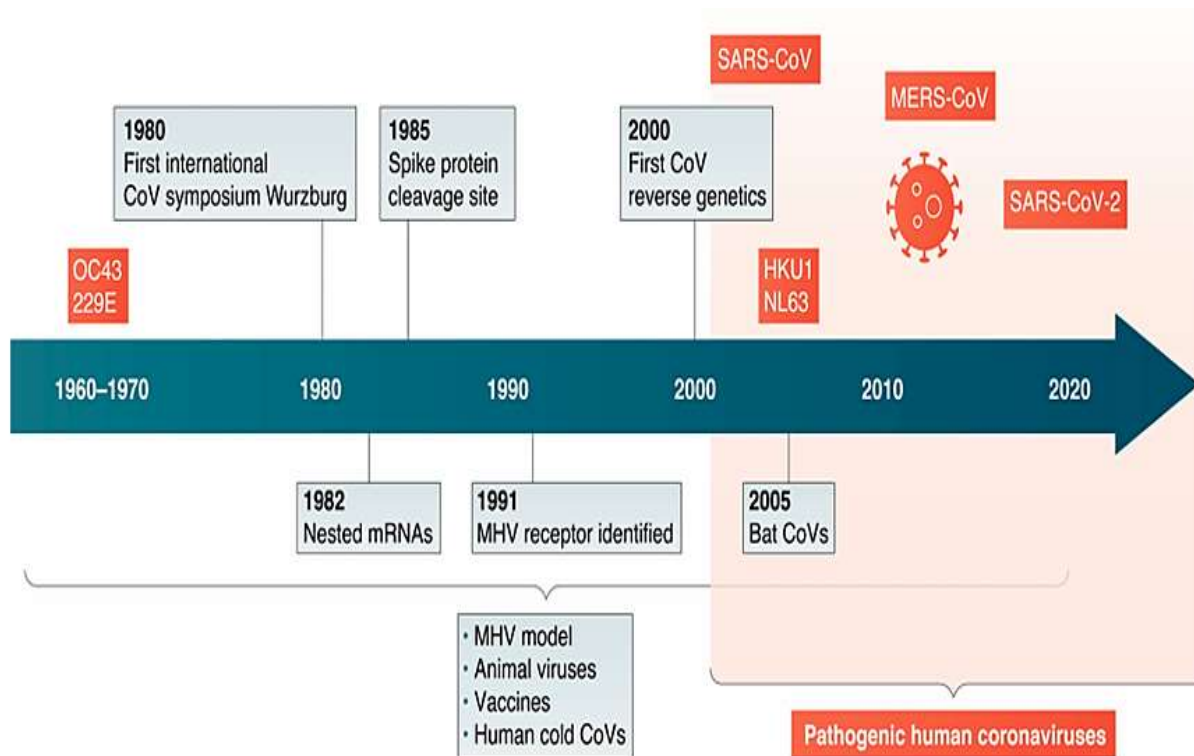 SARS-CoV
MERS-CoV
1980
First international
CoV symposium Wurzburg
1985
Spike protein
cleavage site
2000
First CoV
reverse genetics
SARS-CoV-2
OC43
229E
HKU1
NL63
1960–1970
1980
1990
2000
2010
2020
1982
Nested mRNAs
1991
MHV receptor identified
2005
Bat CoVs
• MHV model
• Animal viruses
• Vaccines
• Human cold CoVs
Pathogenic human coronaviruses